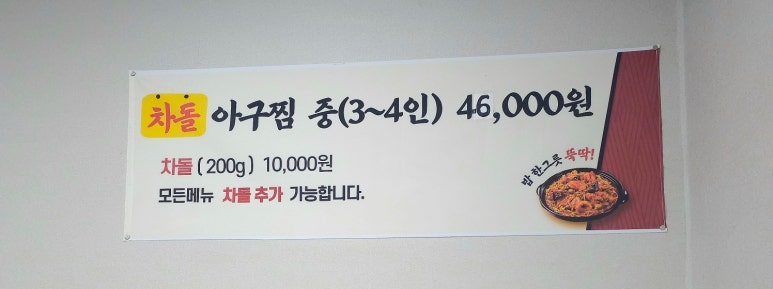 차돌 아구찜 중(3~4인) 46,000원
차돌(200g) 10,000원
모든메뉴 차돌 추가 가능합니다.
밥 한그릇 뚝딱!